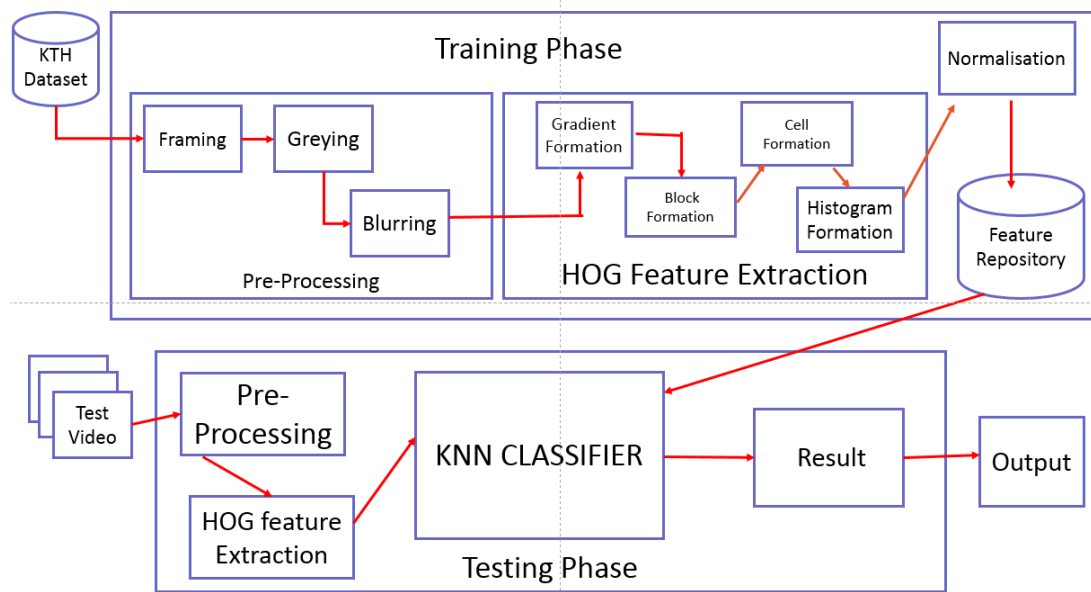 KTH
Dataset
Training Phase
Normalisation
Framing
Greying
Blurring
Pre-Processing
Gradient
Formation
Block
Formation
Cell
Formation
Histogram
Formation
HOG Feature Extraction
Feature
Repository
Test
Video
Pre-
Processing
HOG feature
Extraction
KNN CLASSIFIER
Result
Output
Testing Phase